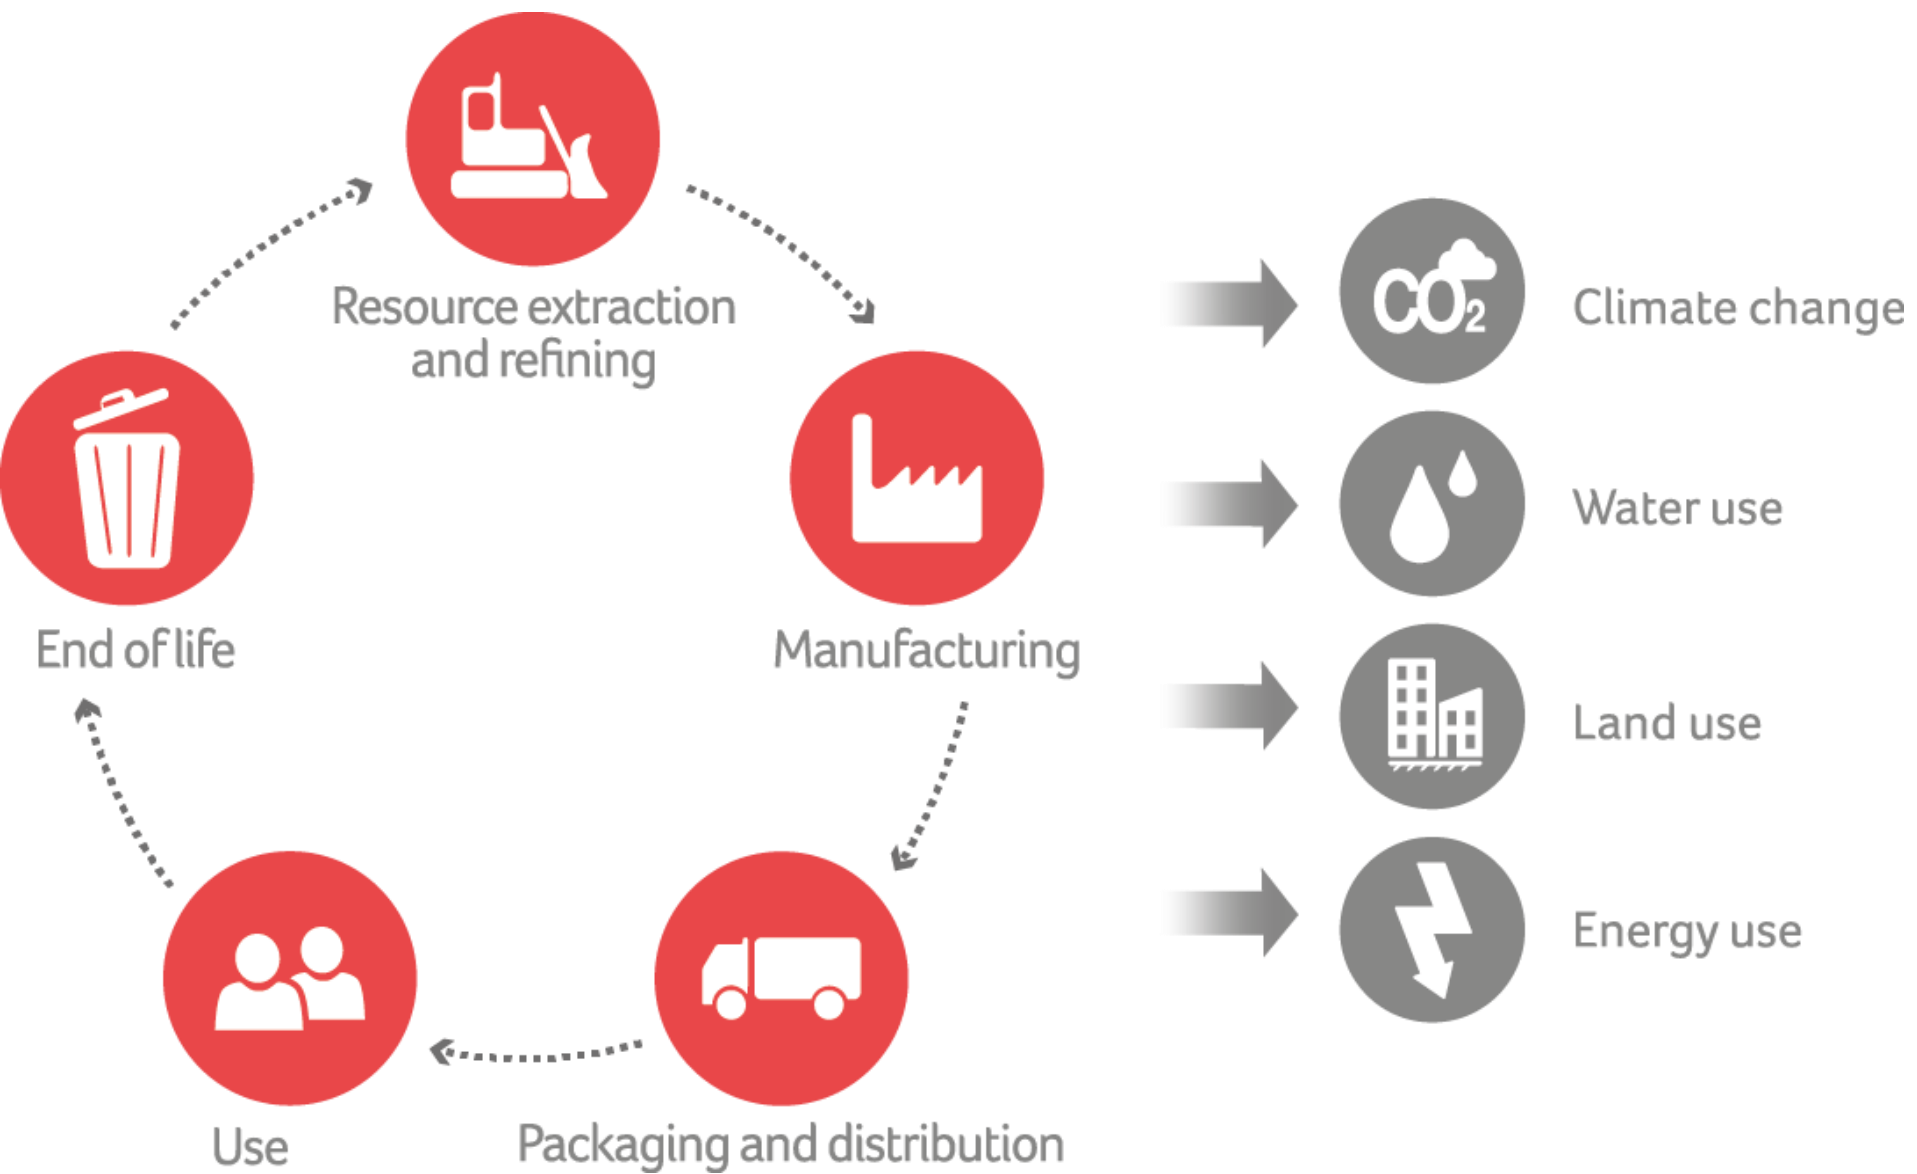 Resource extraction
and refining
Manufacturing
Packaging and distribution
Use
End of life
CO₂
Climate change
Water use
Land use
Energy use